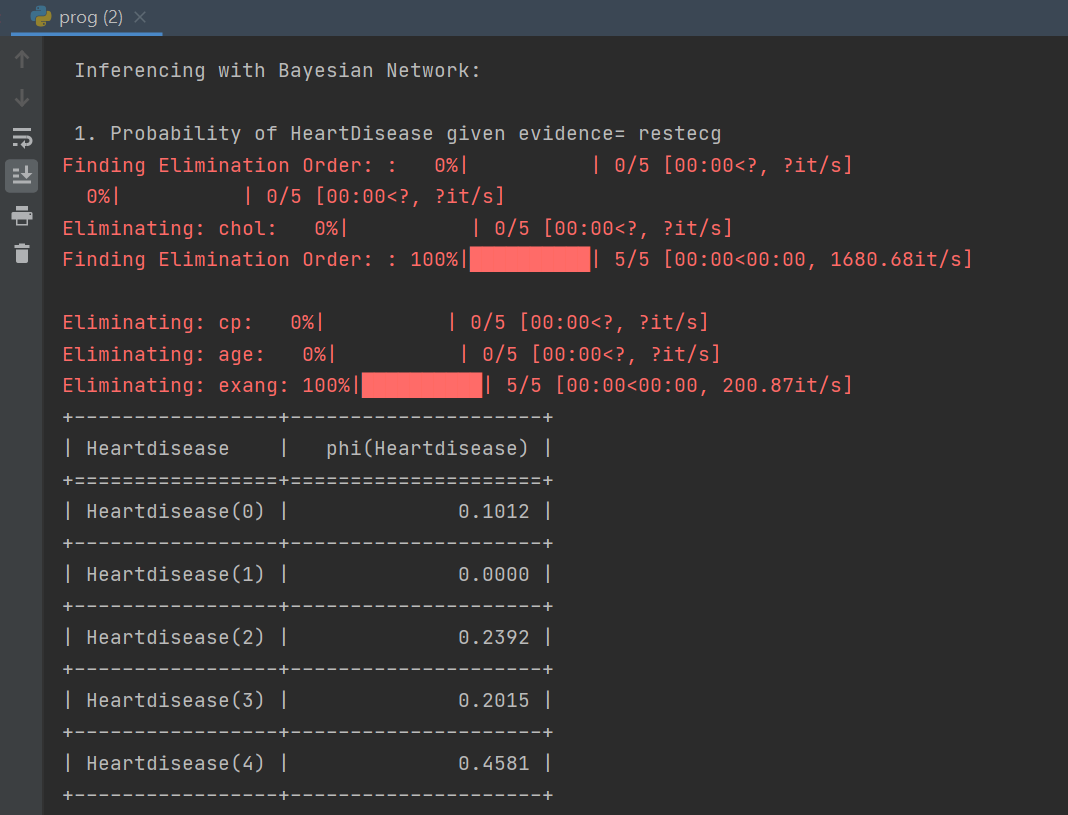 prog (2)
Inferencing with Bayesian Network:
1. Probability of HeartDisease given evidence= restecg
Finding Elimination Order: :   0%|          | 0/5 [00:00<?, ?it/s]
  0%|          | 0/5 [00:00<?, ?it/s]
Eliminating: chol:   0%|          | 0/5 [00:00<?, ?it/s]
Finding Elimination Order: : 100%|██████████| 5/5 [00:00<00:00, 1680.68it/s]
Eliminating: cp:   0%|          | 0/5 [00:00<?, ?it/s]
Eliminating: age:   0%|          | 0/5 [00:00<?, ?it/s]
Eliminating: exang: 100%|██████████| 5/5 [00:00<00:00, 200.87it/s]
+-----------------+---------------------+
| Heartdisease    |   phi(Heartdisease) |
+=================+=====================+
| Heartdisease(0) |              0.1012 |
+-----------------+---------------------+
| Heartdisease(1) |              0.0000 |
+-----------------+---------------------+
| Heartdisease(2) |              0.2392 |
+-----------------+---------------------+
| Heartdisease(3) |              0.2015 |
+-----------------+---------------------+
| Heartdisease(4) |              0.4581 |
+-----------------+---------------------+